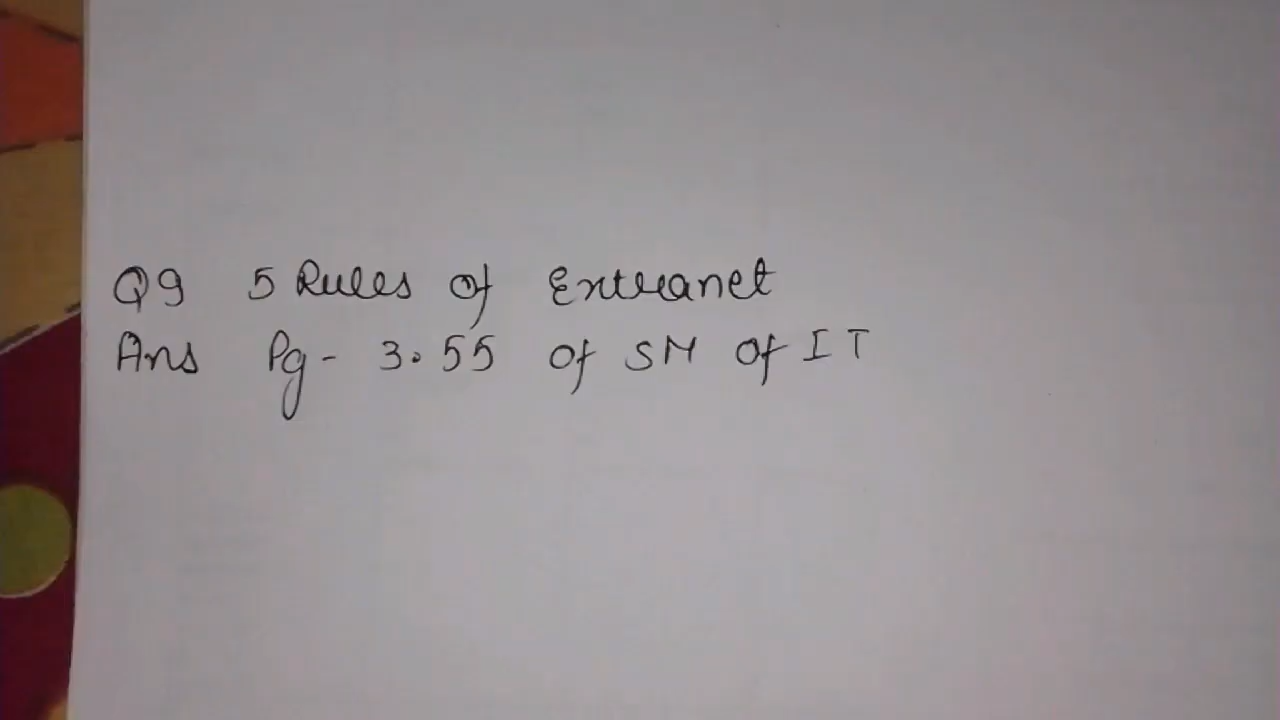 Q9 5 Rules of Extranet
Ans Pg - 3.55 of SM of IT